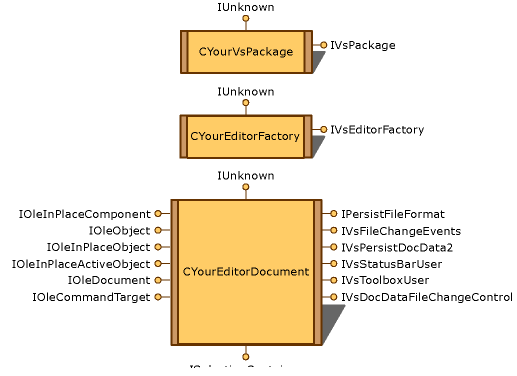 IUnknown
CYourVsPackage
IVsPackage
IUnknown
CYourEditorFactory
IVsEditorFactory
IUnknown
IOleInPlaceComponent
IOleObject
IOleInPlaceObject
IOleInPlaceActiveObject
IOleDocument
IOleCommandTarget
CYourEditorDocument
IPersistFileFormat
IVsFileChangeEvents
IVsPersistDocData2
IVsStatusBarUser
IVsToolboxUser
IVsDocDataFileChangeControl